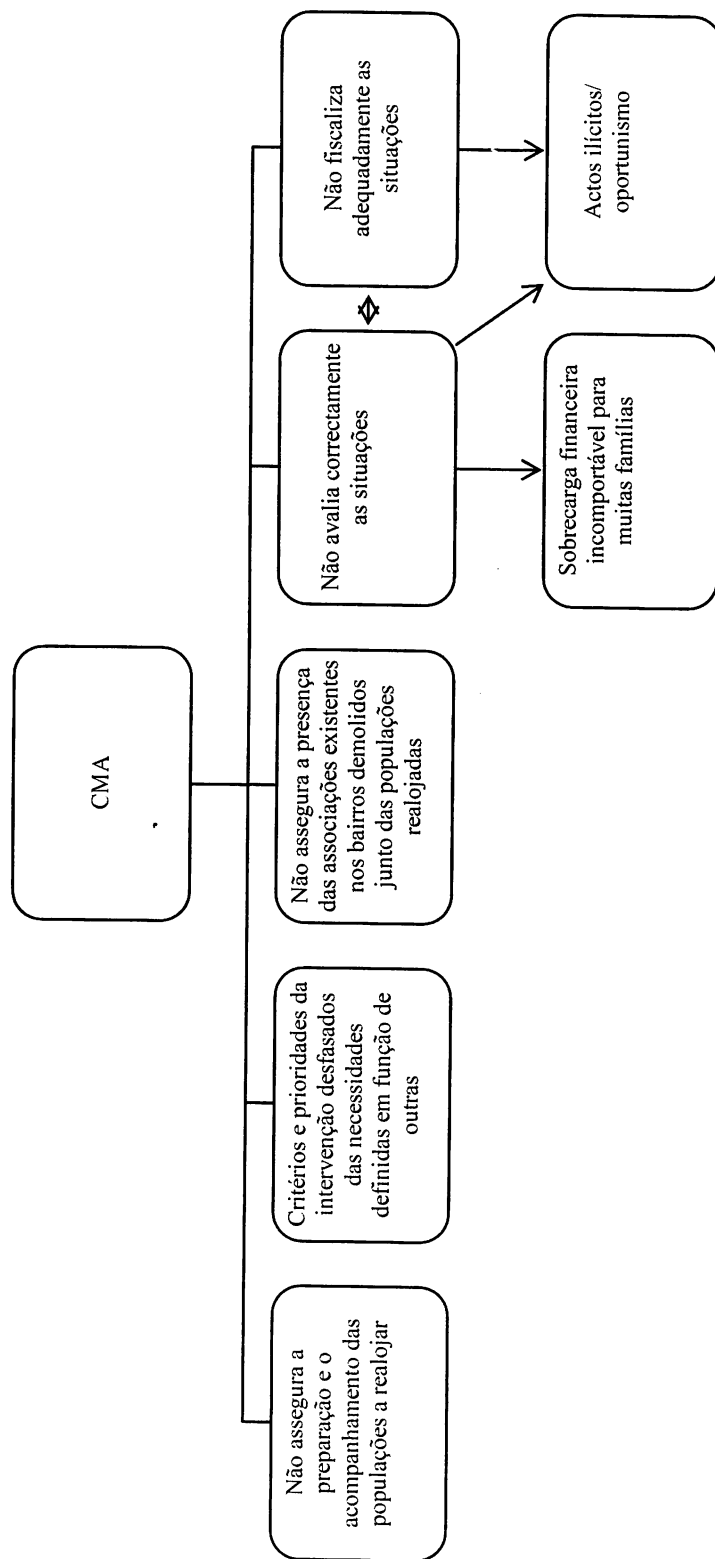 CMA
Não assegura a
preparação e o
acompanhamento das
populações a realojar
Critérios e prioridades da
intervenção desfasados
das necessidades
definidas em função de
outras
Não assegura a presença
das associações existentes
nos bairros demolidos
junto das populações
realojadas
Não avalia correctamente
as situações
Não fiscaliza
adequadamente as
situações
Sobrecarga financeira
incomportável para
muitas famílias
Actos ilícitos/
oportunismo